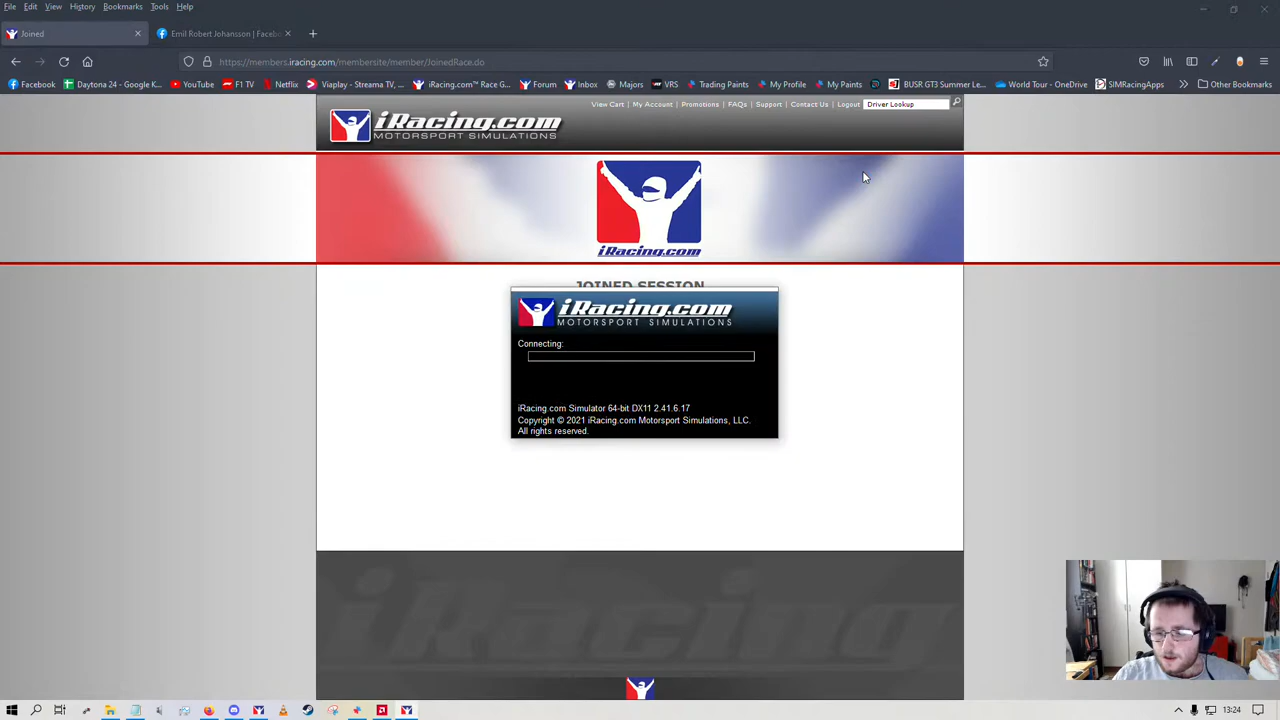 File Edit View History Bookmarks Tools Help
Joined
Emil Robert Johansson | Facebo
https://members.iracing.com/membersite/member/JoinedRace.do
Facebook
Daytona 24 - Google K...
YouTube
F1 TV
Netflix
Viaplay - Streama TV, ...
iRacing.com™ Race G...
Forum
Inbox
Majors
VRS
Trading Paints
My Profile
My Paints
BUSR GT3 Summer Le...
World Tour - OneDrive
SIMRacingApps
Other Bookmarks
View Cart | My Account | Promotions | FAQs | Support | Contact Us | Logout
Driver Lookup
iRacing.com
MOTORSPORT SIMULATIONS
iRacing.com
JOINED SESSION
iRacing.com
MOTORSPORT SIMULATIONS
Connecting:
iRacing.com Simulator 64-bit DX11 2.41.6.17
Copyright © 2021 iRacing.com Motorsport Simulations, LLC.
All rights reserved.
iRacing
13:24